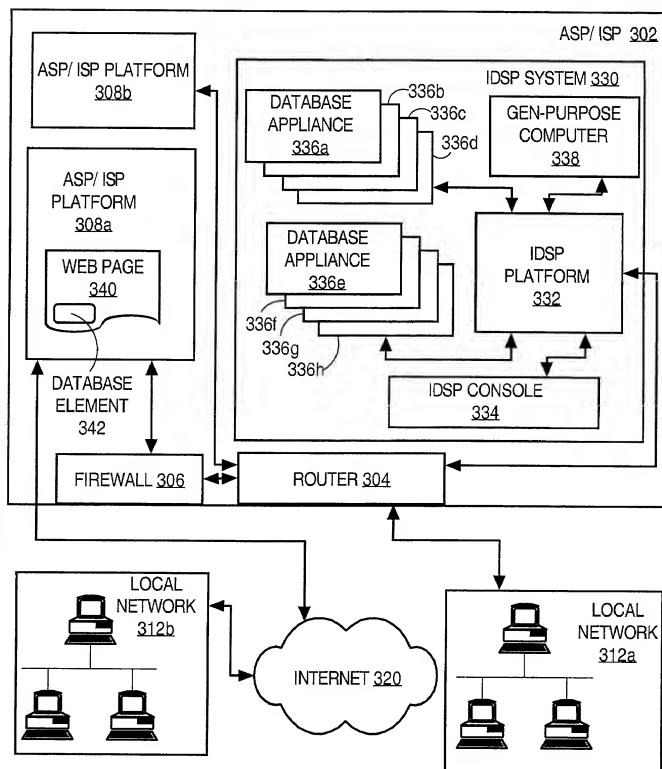 ASP/ ISP 302
ASP/ ISP PLATFORM
308b
IDSP SYSTEM 330
DATABASE
APPLIANCE
336a
336b
336c
336d
GEN-PURPOSE
COMPUTER
338
ASP/ ISP
PLATFORM
308a
WEB PAGE
340
DATABASE
ELEMENT
342
DATABASE
APPLIANCE
336e
336f
336g
336h
IDSP
PLATFORM
332
IDSP CONSOLE
334
FIREWALL 306
ROUTER 304
LOCAL
NETWORK
312b
INTERNET 320
LOCAL
NETWORK
312a